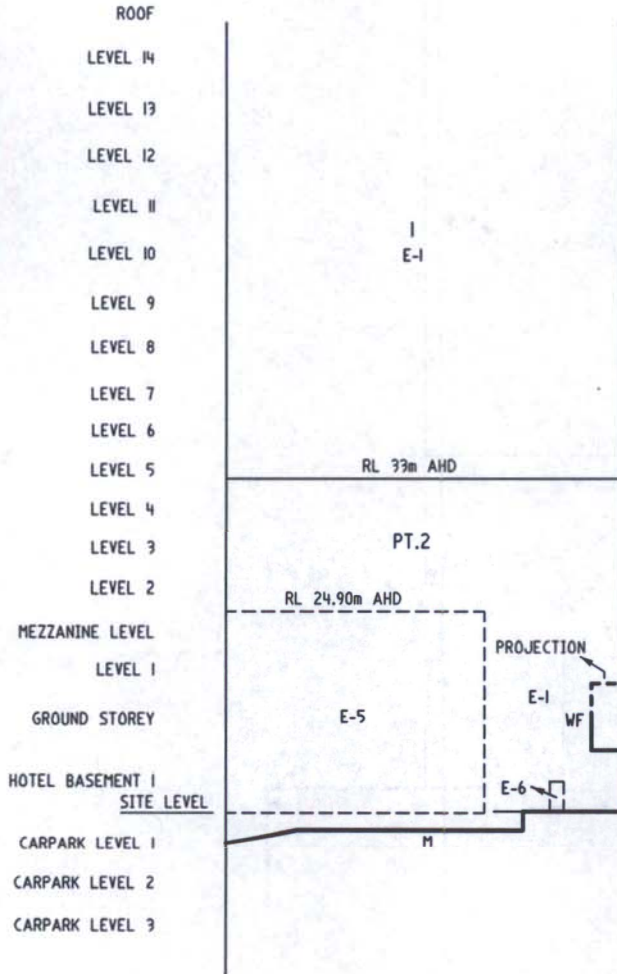 ROOF
LEVEL 14
LEVEL 13
LEVEL 12
LEVEL 11
1
E-1
LEVEL 10
LEVEL 9
LEVEL 8
LEVEL 7
LEVEL 6
LEVEL 5
RL 33m AHD
LEVEL 4
PT.2
LEVEL 3
LEVEL 2
RL 24.90m AHD
MEZZANINE LEVEL
PROJECTION
LEVEL 1
E-1
GROUND STOREY
E-5
WF
HOTEL BASEMENT 1
E-6
SITE LEVEL
CARPARK LEVEL 1
M
CARPARK LEVEL 2
CARPARK LEVEL 3